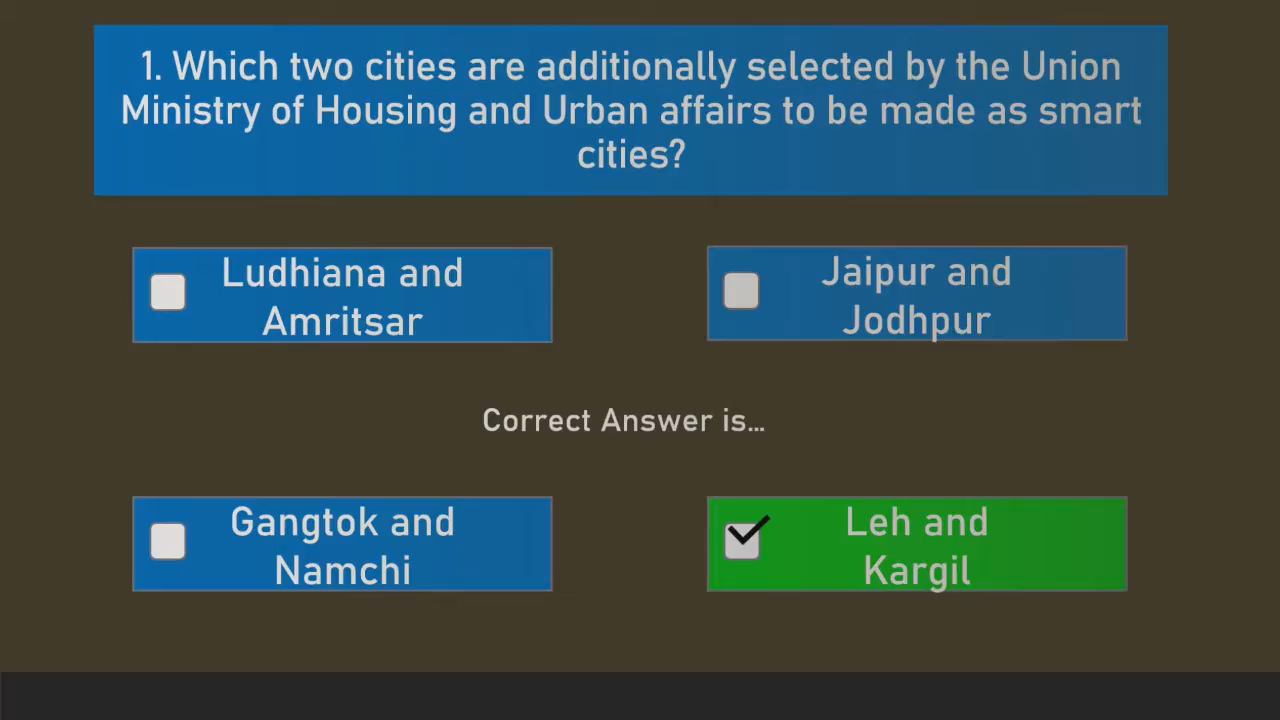 1. Which two cities are additionally selected by the Union
Ministry of Housing and Urban affairs to be made as smart
cities?
Ludhiana and
Amritsar
Jaipur and
Jodhpur
Correct Answer is...
Gangtok and
Namchi
Leh and
Kargil